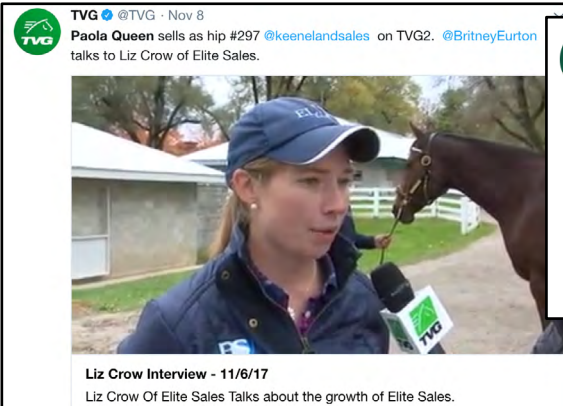 TVG @TVG · Nov 8
Paola Queen sells as hip #297 @keenelandsales on TVG2. @BritneyEurton
talks to Liz Crow of Elite Sales.
TVG
TVG
Liz Crow Interview - 11/6/17
Liz Crow Of Elite Sales Talks about the growth of Elite Sales.